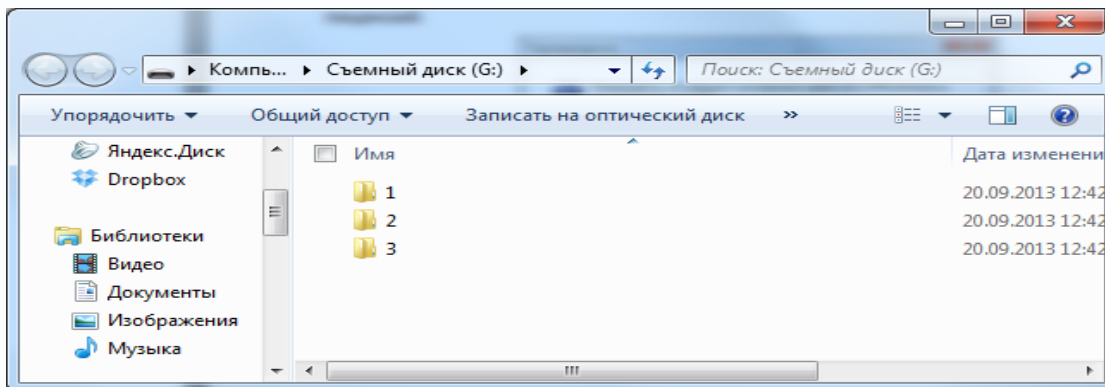 Компь... Съемный диск (G:) Поиск: Съемный диск (G:)
Упорядочить Общий доступ Записать на оптический диск »
Яндекс.Диск
Dropbox
Библиотеки
Видео
Документы
Изображения
Музыка
Имя Дата изменени
1 20.09.2013 12:42
2 20.09.2013 12:42
3 20.09.2013 12:42